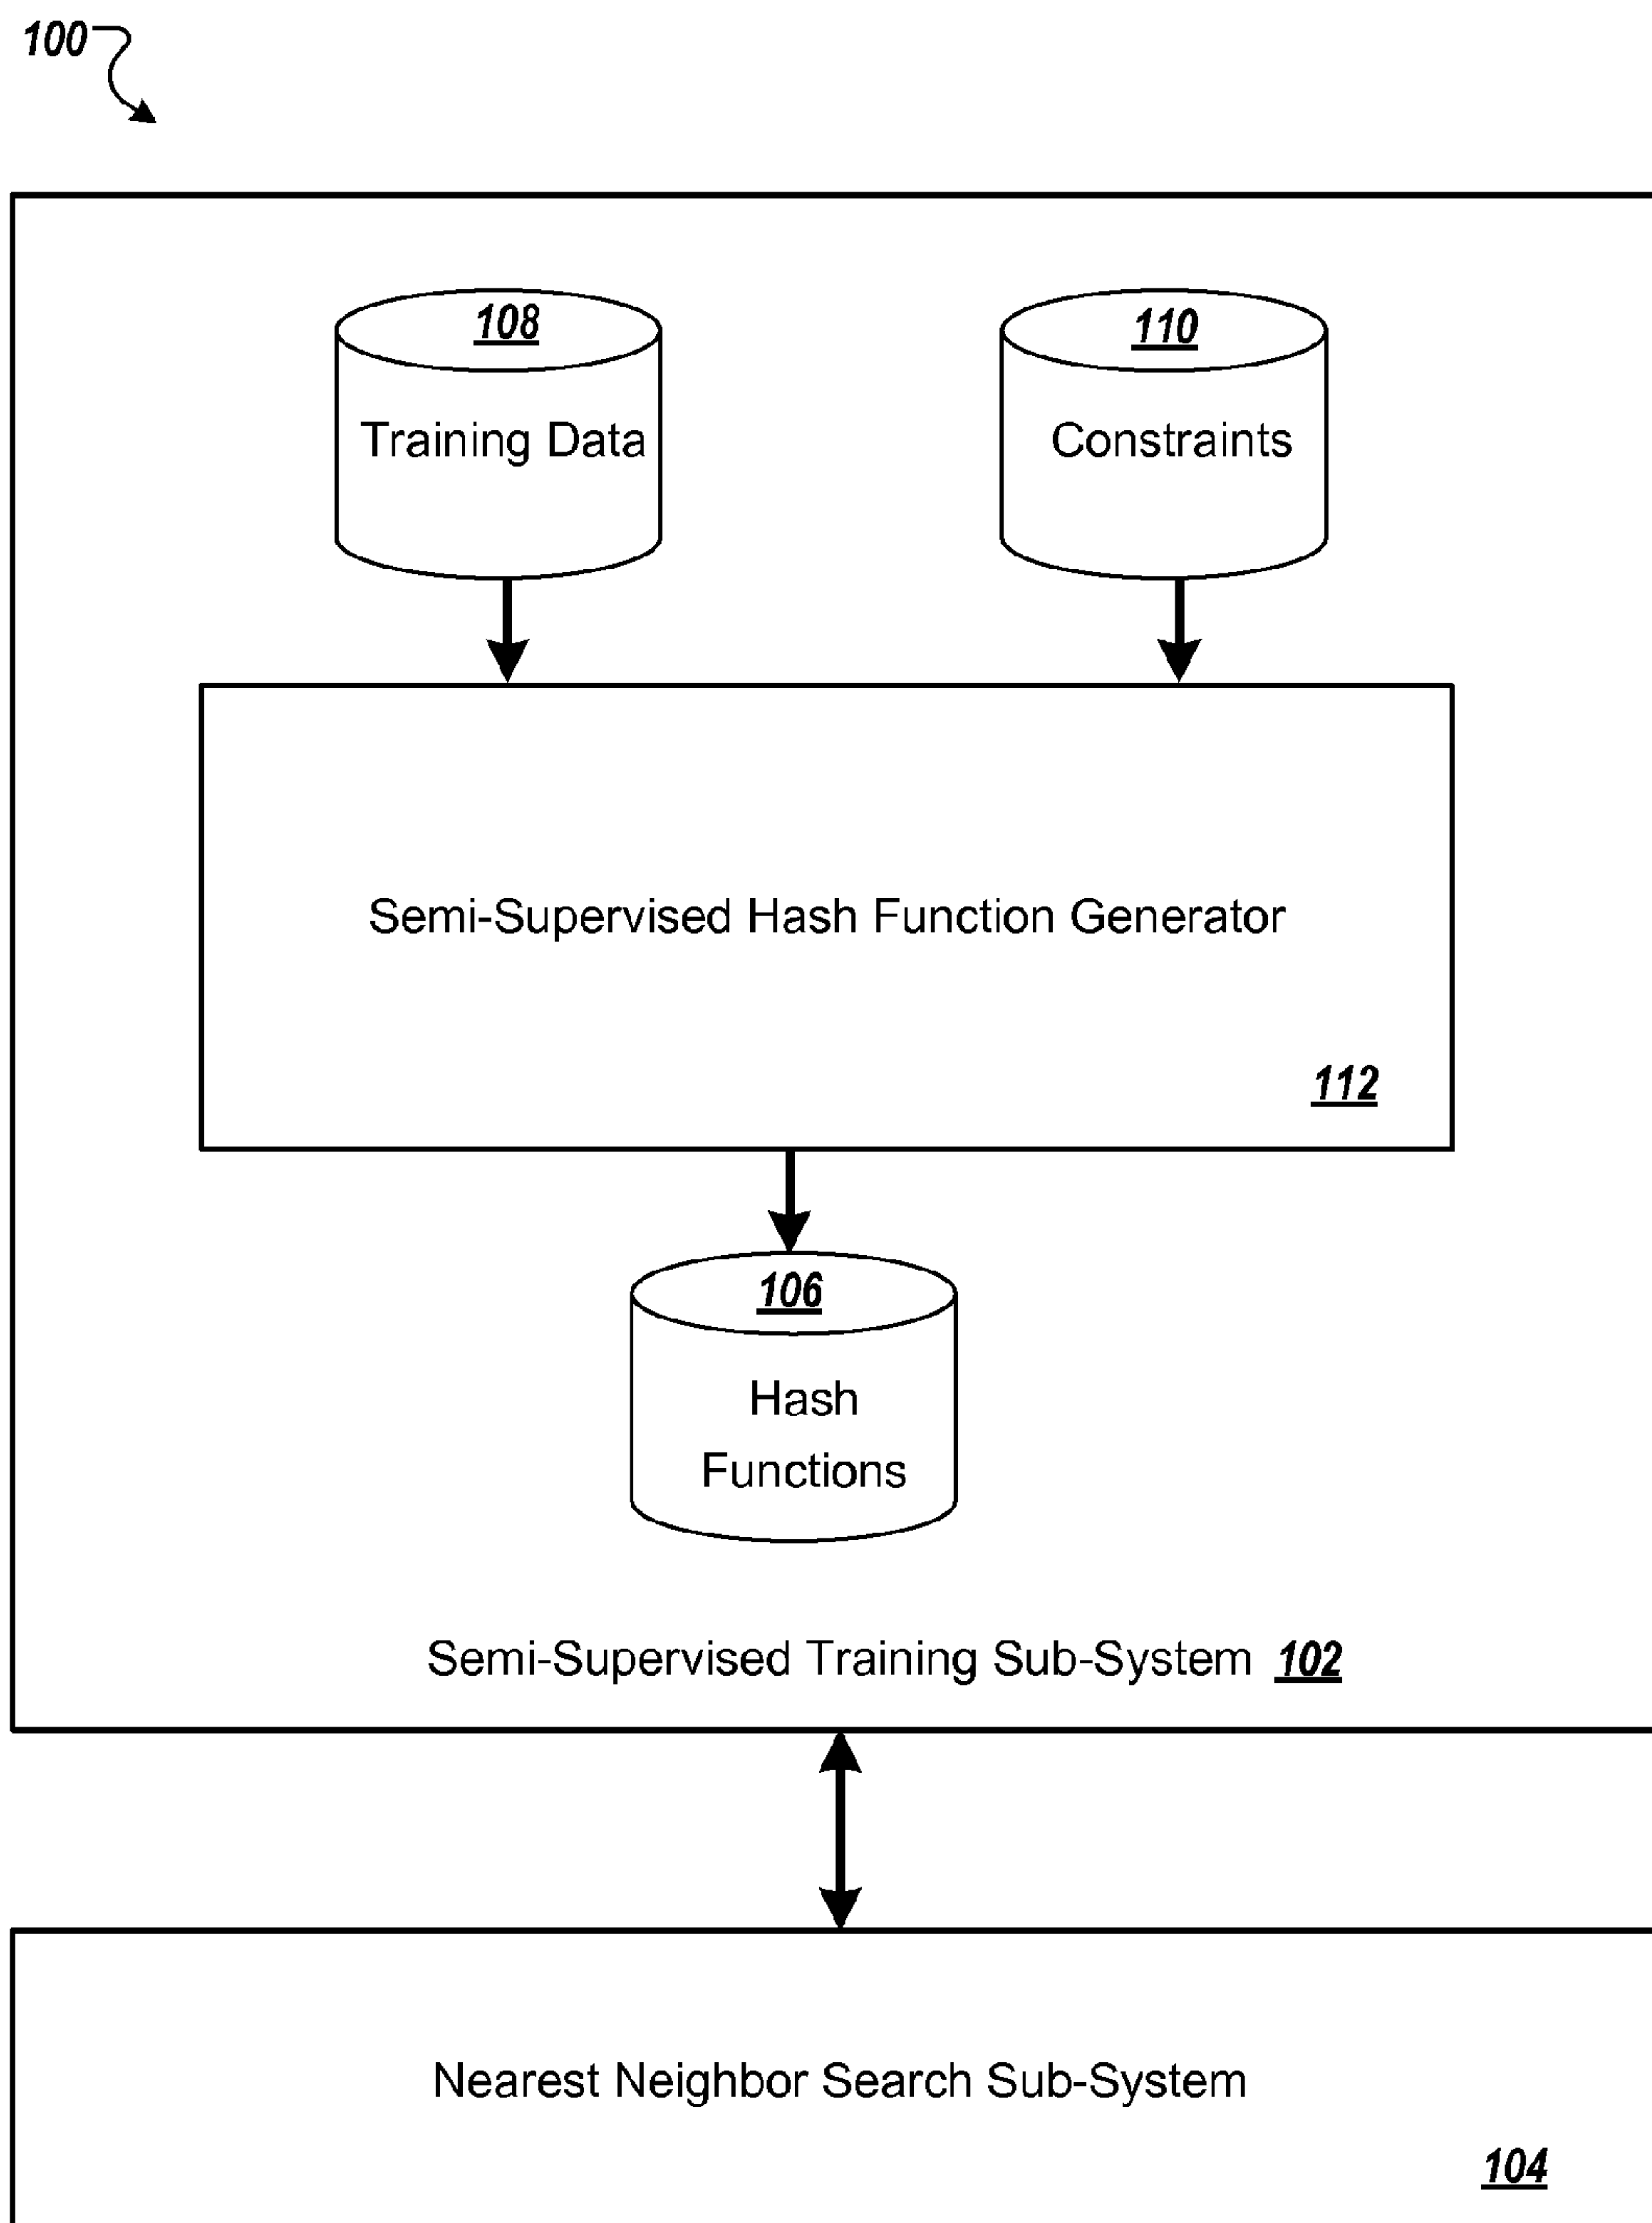 100
108
Training Data
110
Constraints
Semi-Supervised Hash Function Generator
112
106
Hash
Functions
Semi-Supervised Training Sub-System 102
Nearest Neighbor Search Sub-System
104